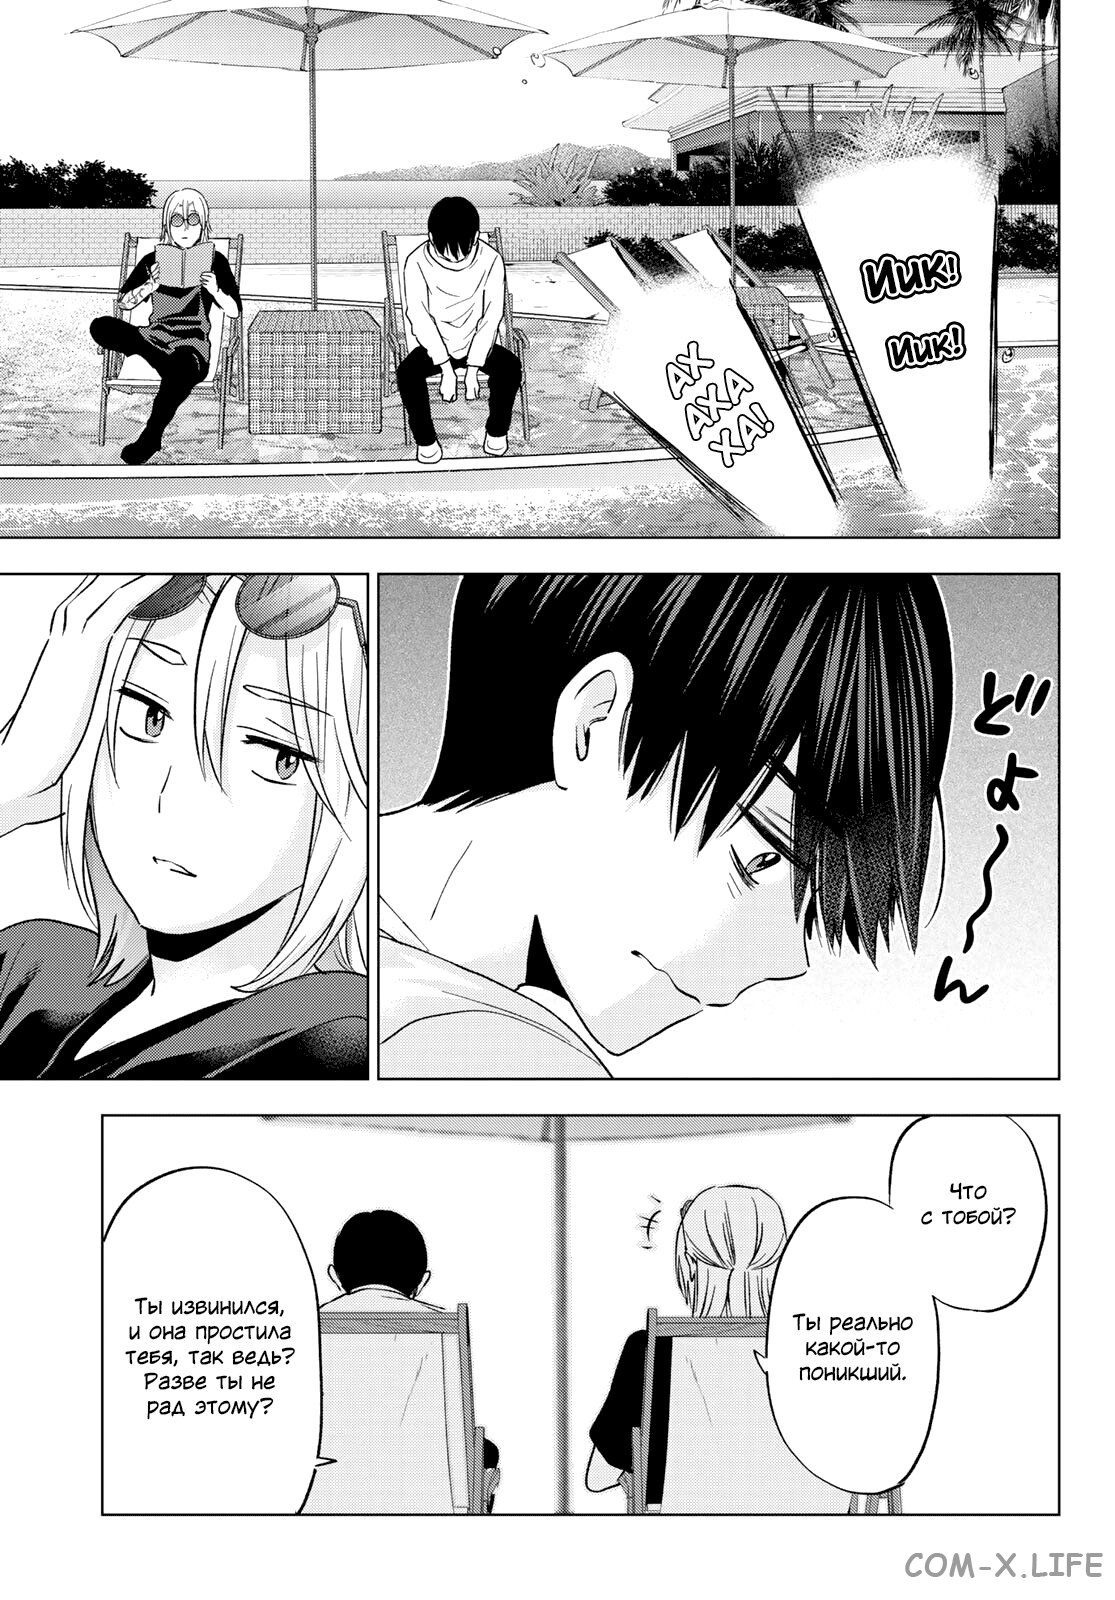 Иик!
Иик!
Ах
аха
ха!
どよ～ん
Что
с тобой?
Ты реально
какой-то
поникший.
Ты извинился,
и она простила
тебя, так ведь?
Разве ты не
рад этому?
COM-X.LIFE